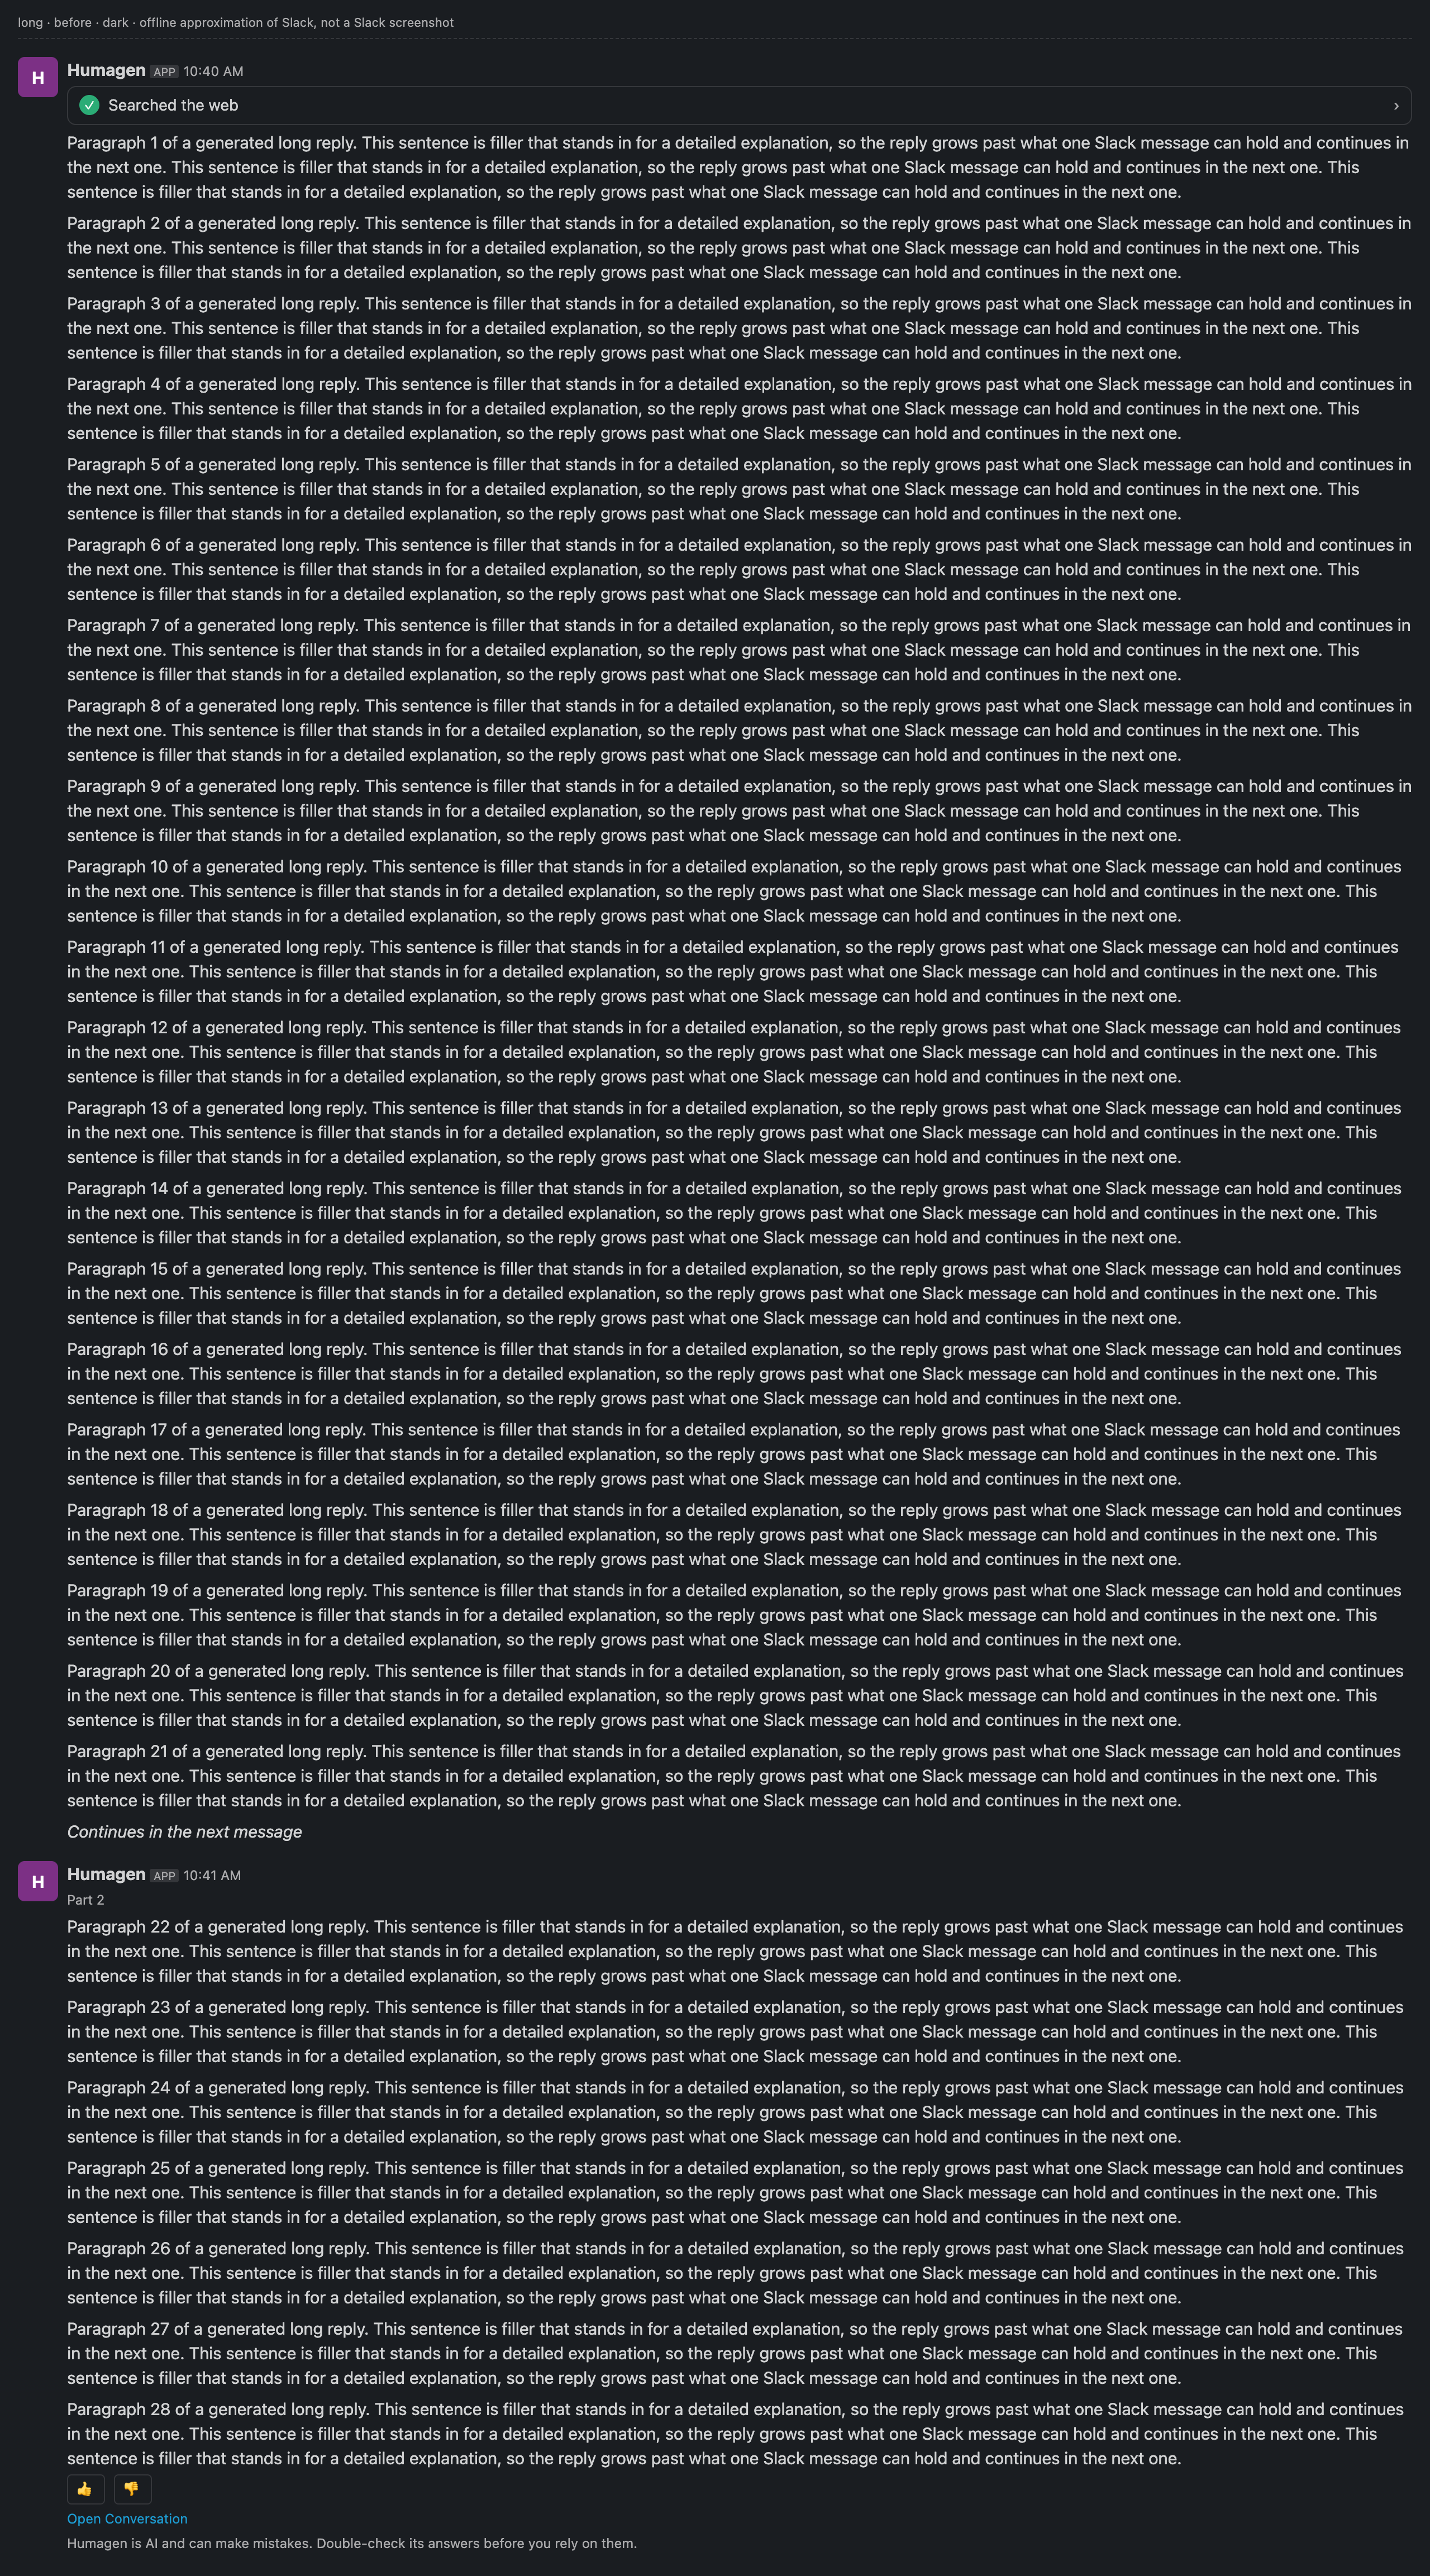 long · before · dark · offline approximation of Slack, not a Slack screenshot
H
Humagen APP 10:40 AM
Searched the web
Paragraph 1 of a generated long reply. This sentence is filler that stands in for a detailed explanation, so the reply grows past what one Slack message can hold and continues in
the next one. This sentence is filler that stands in for a detailed explanation, so the reply grows past what one Slack message can hold and continues in the next one. This
sentence is filler that stands in for a detailed explanation, so the reply grows past what one Slack message can hold and continues in the next one.
Paragraph 2 of a generated long reply. This sentence is filler that stands in for a detailed explanation, so the reply grows past what one Slack message can hold and continues in
the next one. This sentence is filler that stands in for a detailed explanation, so the reply grows past what one Slack message can hold and continues in the next one. This
sentence is filler that stands in for a detailed explanation, so the reply grows past what one Slack message can hold and continues in the next one.
Paragraph 3 of a generated long reply. This sentence is filler that stands in for a detailed explanation, so the reply grows past what one Slack message can hold and continues in
the next one. This sentence is filler that stands in for a detailed explanation, so the reply grows past what one Slack message can hold and continues in the next one. This
sentence is filler that stands in for a detailed explanation, so the reply grows past what one Slack message can hold and continues in the next one.
Paragraph 4 of a generated long reply. This sentence is filler that stands in for a detailed explanation, so the reply grows past what one Slack message can hold and continues in
the next one. This sentence is filler that stands in for a detailed explanation, so the reply grows past what one Slack message can hold and continues in the next one. This
sentence is filler that stands in for a detailed explanation, so the reply grows past what one Slack message can hold and continues in the next one.
Paragraph 5 of a generated long reply. This sentence is filler that stands in for a detailed explanation, so the reply grows past what one Slack message can hold and continues in
the next one. This sentence is filler that stands in for a detailed explanation, so the reply grows past what one Slack message can hold and continues in the next one. This
sentence is filler that stands in for a detailed explanation, so the reply grows past what one Slack message can hold and continues in the next one.
Paragraph 6 of a generated long reply. This sentence is filler that stands in for a detailed explanation, so the reply grows past what one Slack message can hold and continues in
the next one. This sentence is filler that stands in for a detailed explanation, so the reply grows past what one Slack message can hold and continues in the next one. This
sentence is filler that stands in for a detailed explanation, so the reply grows past what one Slack message can hold and continues in the next one.
Paragraph 7 of a generated long reply. This sentence is filler that stands in for a detailed explanation, so the reply grows past what one Slack message can hold and continues in
the next one. This sentence is filler that stands in for a detailed explanation, so the reply grows past what one Slack message can hold and continues in the next one. This
sentence is filler that stands in for a detailed explanation, so the reply grows past what one Slack message can hold and continues in the next one.
Paragraph 8 of a generated long reply. This sentence is filler that stands in for a detailed explanation, so the reply grows past what one Slack message can hold and continues in
the next one. This sentence is filler that stands in for a detailed explanation, so the reply grows past what one Slack message can hold and continues in the next one. This
sentence is filler that stands in for a detailed explanation, so the reply grows past what one Slack message can hold and continues in the next one.
Paragraph 9 of a generated long reply. This sentence is filler that stands in for a detailed explanation, so the reply grows past what one Slack message can hold and continues in
the next one. This sentence is filler that stands in for a detailed explanation, so the reply grows past what one Slack message can hold and continues in the next one. This
sentence is filler that stands in for a detailed explanation, so the reply grows past what one Slack message can hold and continues in the next one.
Paragraph 10 of a generated long reply. This sentence is filler that stands in for a detailed explanation, so the reply grows past what one Slack message can hold and continues
in the next one. This sentence is filler that stands in for a detailed explanation, so the reply grows past what one Slack message can hold and continues in the next one. This
sentence is filler that stands in for a detailed explanation, so the reply grows past what one Slack message can hold and continues in the next one.
Paragraph 11 of a generated long reply. This sentence is filler that stands in for a detailed explanation, so the reply grows past what one Slack message can hold and continues
in the next one. This sentence is filler that stands in for a detailed explanation, so the reply grows past what one Slack message can hold and continues in the next one. This
sentence is filler that stands in for a detailed explanation, so the reply grows past what one Slack message can hold and continues in the next one.
Paragraph 12 of a generated long reply. This sentence is filler that stands in for a detailed explanation, so the reply grows past what one Slack message can hold and continues
in the next one. This sentence is filler that stands in for a detailed explanation, so the reply grows past what one Slack message can hold and continues in the next one. This
sentence is filler that stands in for a detailed explanation, so the reply grows past what one Slack message can hold and continues in the next one.
Paragraph 13 of a generated long reply. This sentence is filler that stands in for a detailed explanation, so the reply grows past what one Slack message can hold and continues
in the next one. This sentence is filler that stands in for a detailed explanation, so the reply grows past what one Slack message can hold and continues in the next one. This
sentence is filler that stands in for a detailed explanation, so the reply grows past what one Slack message can hold and continues in the next one.
Paragraph 14 of a generated long reply. This sentence is filler that stands in for a detailed explanation, so the reply grows past what one Slack message can hold and continues
in the next one. This sentence is filler that stands in for a detailed explanation, so the reply grows past what one Slack message can hold and continues in the next one. This
sentence is filler that stands in for a detailed explanation, so the reply grows past what one Slack message can hold and continues in the next one.
Paragraph 15 of a generated long reply. This sentence is filler that stands in for a detailed explanation, so the reply grows past what one Slack message can hold and continues
in the next one. This sentence is filler that stands in for a detailed explanation, so the reply grows past what one Slack message can hold and continues in the next one. This
sentence is filler that stands in for a detailed explanation, so the reply grows past what one Slack message can hold and continues in the next one.
Paragraph 16 of a generated long reply. This sentence is filler that stands in for a detailed explanation, so the reply grows past what one Slack message can hold and continues
in the next one. This sentence is filler that stands in for a detailed explanation, so the reply grows past what one Slack message can hold and continues in the next one. This
sentence is filler that stands in for a detailed explanation, so the reply grows past what one Slack message can hold and continues in the next one.
Paragraph 17 of a generated long reply. This sentence is filler that stands in for a detailed explanation, so the reply grows past what one Slack message can hold and continues
in the next one. This sentence is filler that stands in for a detailed explanation, so the reply grows past what one Slack message can hold and continues in the next one. This
sentence is filler that stands in for a detailed explanation, so the reply grows past what one Slack message can hold and continues in the next one.
Paragraph 18 of a generated long reply. This sentence is filler that stands in for a detailed explanation, so the reply grows past what one Slack message can hold and continues
in the next one. This sentence is filler that stands in for a detailed explanation, so the reply grows past what one Slack message can hold and continues in the next one. This
sentence is filler that stands in for a detailed explanation, so the reply grows past what one Slack message can hold and continues in the next one.
Paragraph 19 of a generated long reply. This sentence is filler that stands in for a detailed explanation, so the reply grows past what one Slack message can hold and continues
in the next one. This sentence is filler that stands in for a detailed explanation, so the reply grows past what one Slack message can hold and continues in the next one. This
sentence is filler that stands in for a detailed explanation, so the reply grows past what one Slack message can hold and continues in the next one.
Paragraph 20 of a generated long reply. This sentence is filler that stands in for a detailed explanation, so the reply grows past what one Slack message can hold and continues
in the next one. This sentence is filler that stands in for a detailed explanation, so the reply grows past what one Slack message can hold and continues in the next one. This
sentence is filler that stands in for a detailed explanation, so the reply grows past what one Slack message can hold and continues in the next one.
Paragraph 21 of a generated long reply. This sentence is filler that stands in for a detailed explanation, so the reply grows past what one Slack message can hold and continues
in the next one. This sentence is filler that stands in for a detailed explanation, so the reply grows past what one Slack message can hold and continues in the next one. This
sentence is filler that stands in for a detailed explanation, so the reply grows past what one Slack message can hold and continues in the next one.
Continues in the next message
H
Humagen APP 10:41 AM
Part 2
Paragraph 22 of a generated long reply. This sentence is filler that stands in for a detailed explanation, so the reply grows past what one Slack message can hold and continues
in the next one. This sentence is filler that stands in for a detailed explanation, so the reply grows past what one Slack message can hold and continues in the next one. This
sentence is filler that stands in for a detailed explanation, so the reply grows past what one Slack message can hold and continues in the next one.
Paragraph 23 of a generated long reply. This sentence is filler that stands in for a detailed explanation, so the reply grows past what one Slack message can hold and continues
in the next one. This sentence is filler that stands in for a detailed explanation, so the reply grows past what one Slack message can hold and continues in the next one. This
sentence is filler that stands in for a detailed explanation, so the reply grows past what one Slack message can hold and continues in the next one.
Paragraph 24 of a generated long reply. This sentence is filler that stands in for a detailed explanation, so the reply grows past what one Slack message can hold and continues
in the next one. This sentence is filler that stands in for a detailed explanation, so the reply grows past what one Slack message can hold and continues in the next one. This
sentence is filler that stands in for a detailed explanation, so the reply grows past what one Slack message can hold and continues in the next one.
Paragraph 25 of a generated long reply. This sentence is filler that stands in for a detailed explanation, so the reply grows past what one Slack message can hold and continues
in the next one. This sentence is filler that stands in for a detailed explanation, so the reply grows past what one Slack message can hold and continues in the next one. This
sentence is filler that stands in for a detailed explanation, so the reply grows past what one Slack message can hold and continues in the next one.
Paragraph 26 of a generated long reply. This sentence is filler that stands in for a detailed explanation, so the reply grows past what one Slack message can hold and continues
in the next one. This sentence is filler that stands in for a detailed explanation, so the reply grows past what one Slack message can hold and continues in the next one. This
sentence is filler that stands in for a detailed explanation, so the reply grows past what one Slack message can hold and continues in the next one.
Paragraph 27 of a generated long reply. This sentence is filler that stands in for a detailed explanation, so the reply grows past what one Slack message can hold and continues
in the next one. This sentence is filler that stands in for a detailed explanation, so the reply grows past what one Slack message can hold and continues in the next one. This
sentence is filler that stands in for a detailed explanation, so the reply grows past what one Slack message can hold and continues in the next one.
Paragraph 28 of a generated long reply. This sentence is filler that stands in for a detailed explanation, so the reply grows past what one Slack message can hold and continues
in the next one. This sentence is filler that stands in for a detailed explanation, so the reply grows past what one Slack message can hold and continues in the next one. This
sentence is filler that stands in for a detailed explanation, so the reply grows past what one Slack message can hold and continues in the next one.
Open Conversation
Humagen is AI and can make mistakes. Double-check its answers before you rely on them.